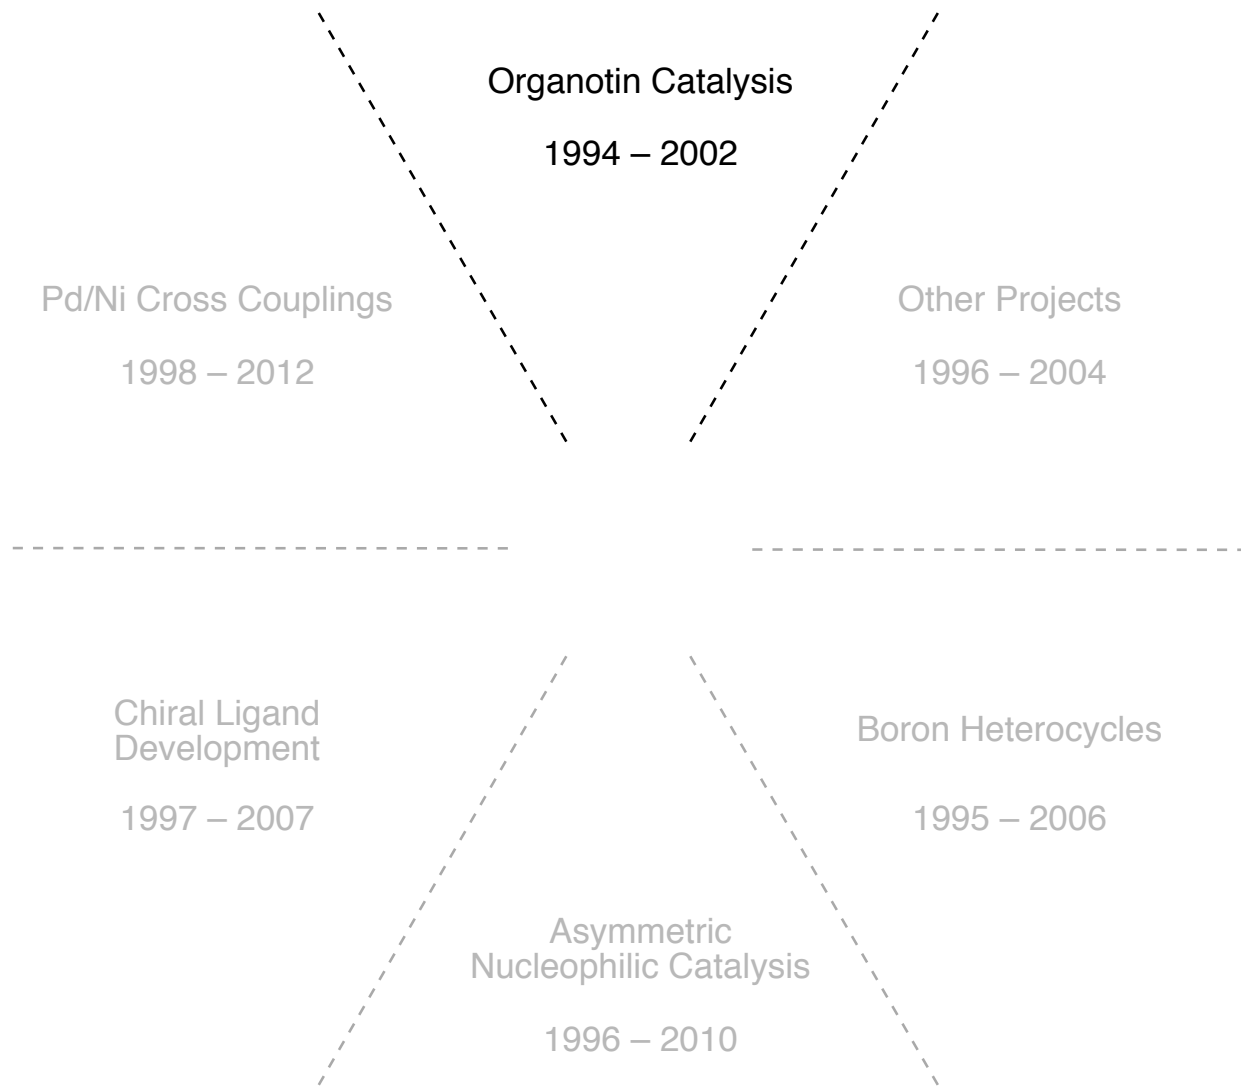 Organotin Catalysis
1994 – 2002
Pd/Ni Cross Couplings
1998 – 2012
Other Projects
1996 – 2004
Chiral Ligand
Development
1997 – 2007
Boron Heterocycles
1995 – 2006
Asymmetric
Nucleophilic Catalysis
1996 – 2010